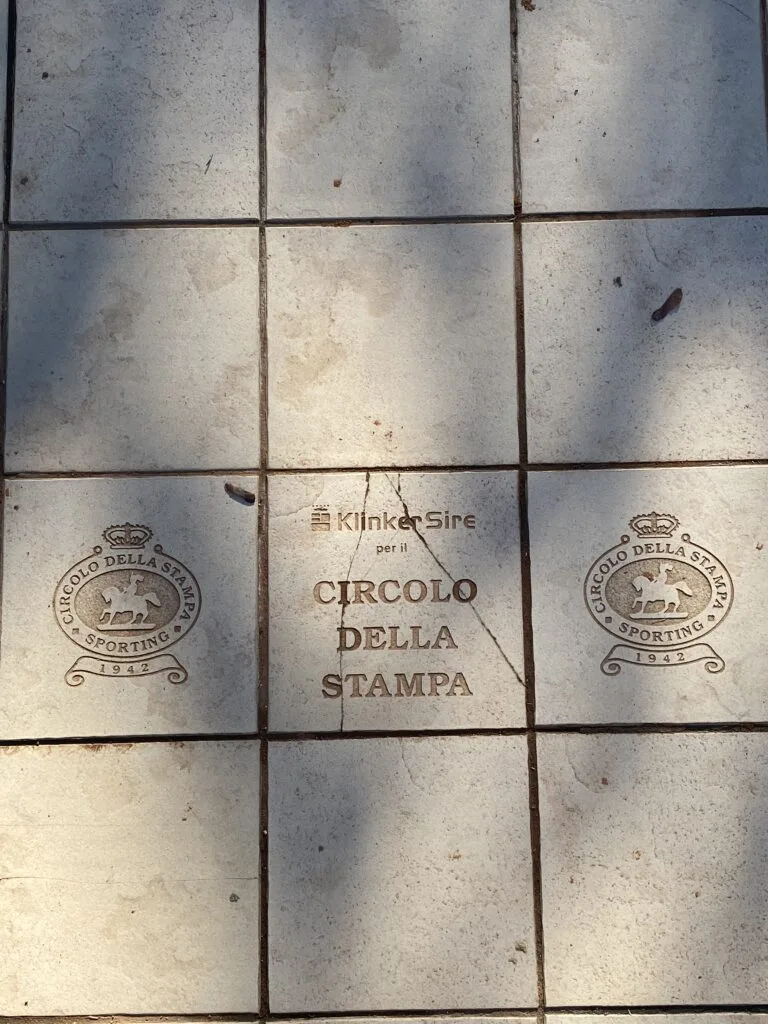 CIRCOLO DELLA STAMPA
SPORTING
1942
KlinkerSire
per il
CIRCOLO
DELLA
STAMPA
CIRCOLO DELLA STAMPA
SPORTING
1942